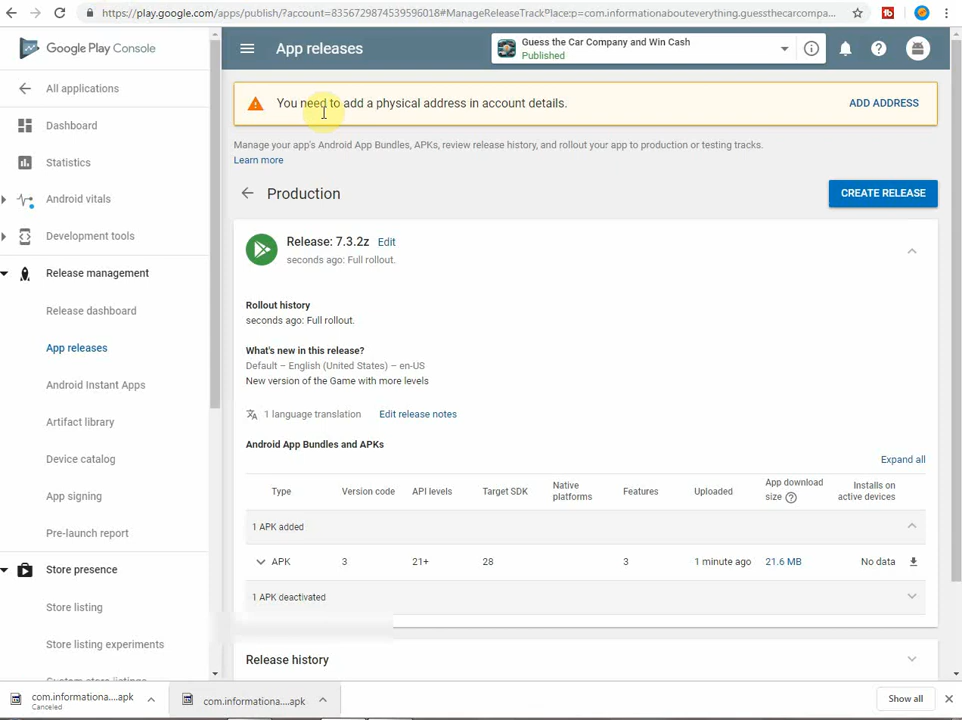 https://play.google.com/apps/publish/?account=8356729874539596018#ManageReleaseTrackPlace:p=com.informationabouteverything.guessthecarcompa...
Google Play Console
App releases
Guess the Car Company and Win Cash
Published
All applications
You need to add a physical address in account details.
ADD ADDRESS
Dashboard
Manage your app's Android App Bundles, APKs, review release history, and rollout your app to production or testing tracks.
Learn more
Statistics
Production
CREATE RELEASE
Android vitals
Development tools
Release: 7.3.2z Edit
seconds ago: Full rollout.
Release management
Rollout history
seconds ago: Full rollout.
Release dashboard
App releases
What's new in this release?
Default – English (United States) – en-US
New version of the Game with more levels
Android Instant Apps
1 language translation Edit release notes
Artifact library
Android App Bundles and APKs
Expand all
Device catalog
Type Version code API levels Target SDK Native platforms Features Uploaded App download size Installs on active devices
App signing
1 APK added
Pre-launch report
APK 3 21+ 28 3 1 minute ago 21.6 MB No data
Store presence
1 APK deactivated
Store listing
Store listing experiments
Release history
com.informationa....apk
Canceled
com.informationa....apk
Show all